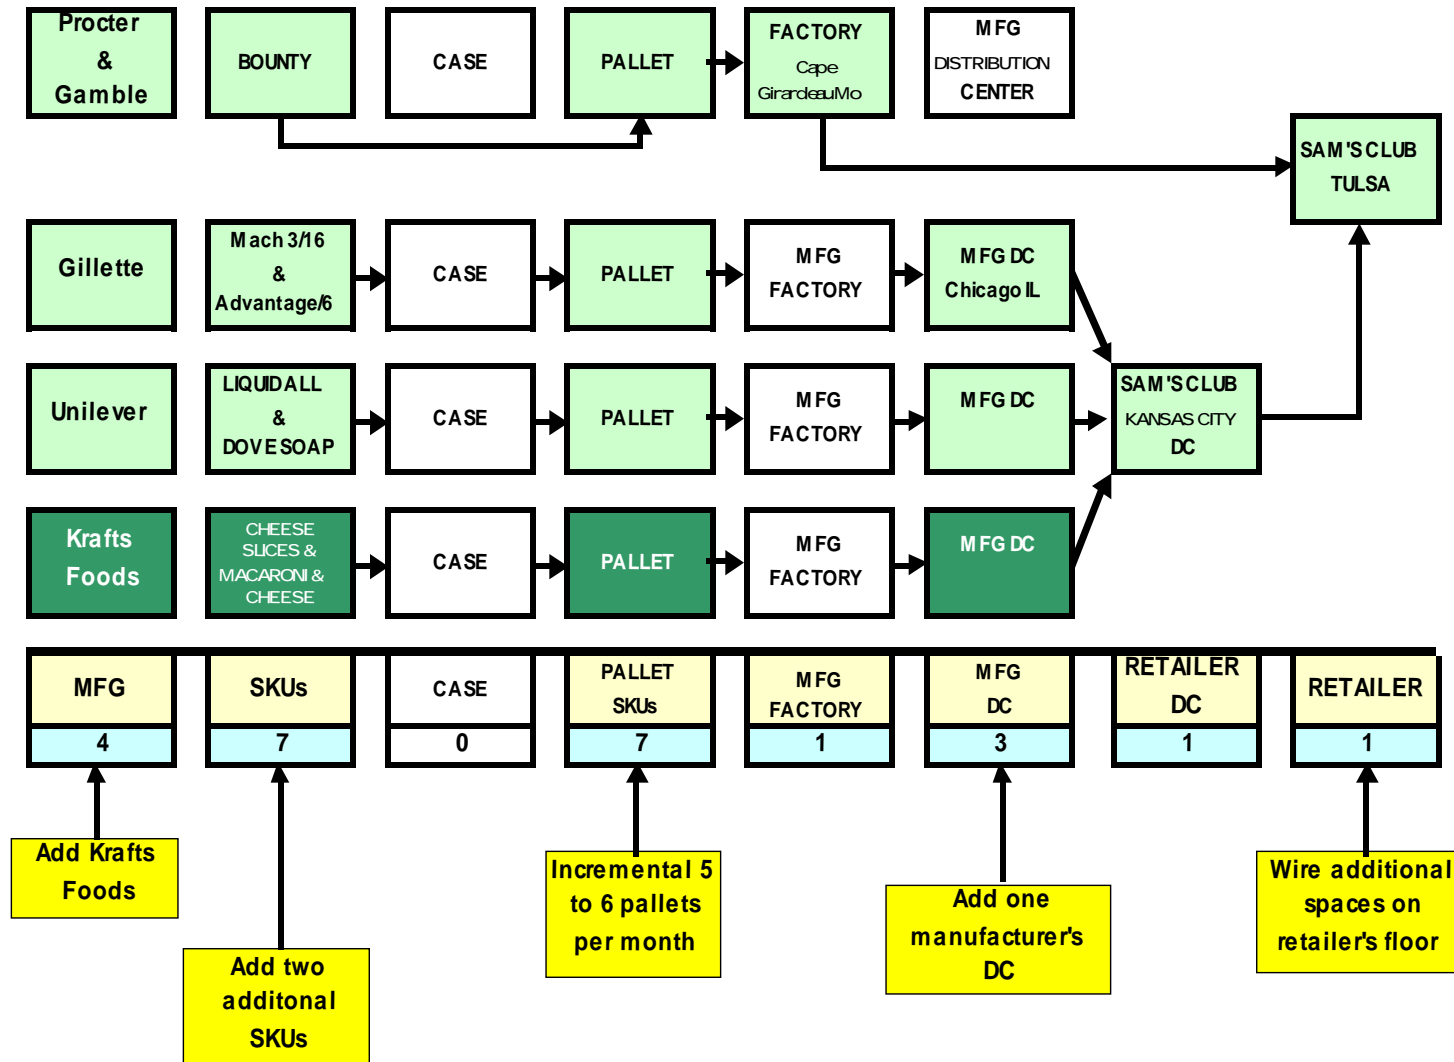 Procter
&
Gamble
BOUNTY
CASE
PALLET
FACTORY
Cape
Girardeau Mo
MFG
DISTRIBUTION
CENTER
SAM'S CLUB
TULSA
Gillette
Mach 3/16
&
Advantage/6
CASE
PALLET
MFG
FACTORY
MFG DC
Chicago IL
Unilever
LIQUID ALL
&
DOVE SOAP
CASE
PALLET
MFG
FACTORY
MFG DC
SAM'S CLUB
KANSAS CITY
DC
Krafts
Foods
CHEESE
SLICES &
MACARONI &
CHEESE
CASE
PALLET
MFG
FACTORY
MFG DC
MFG
SKUs
CASE
PALLET
SKUs
MFG
FACTORY
MFG
DC
RETAILER
DC
RETAILER
4
7
0
7
1
3
1
1
Add Krafts
Foods
Add two
additonal
SKUs
Incremental 5
to 6 pallets
per month
Add one
manufacturer's
DC
Wire additional
spaces on
retailer's floor